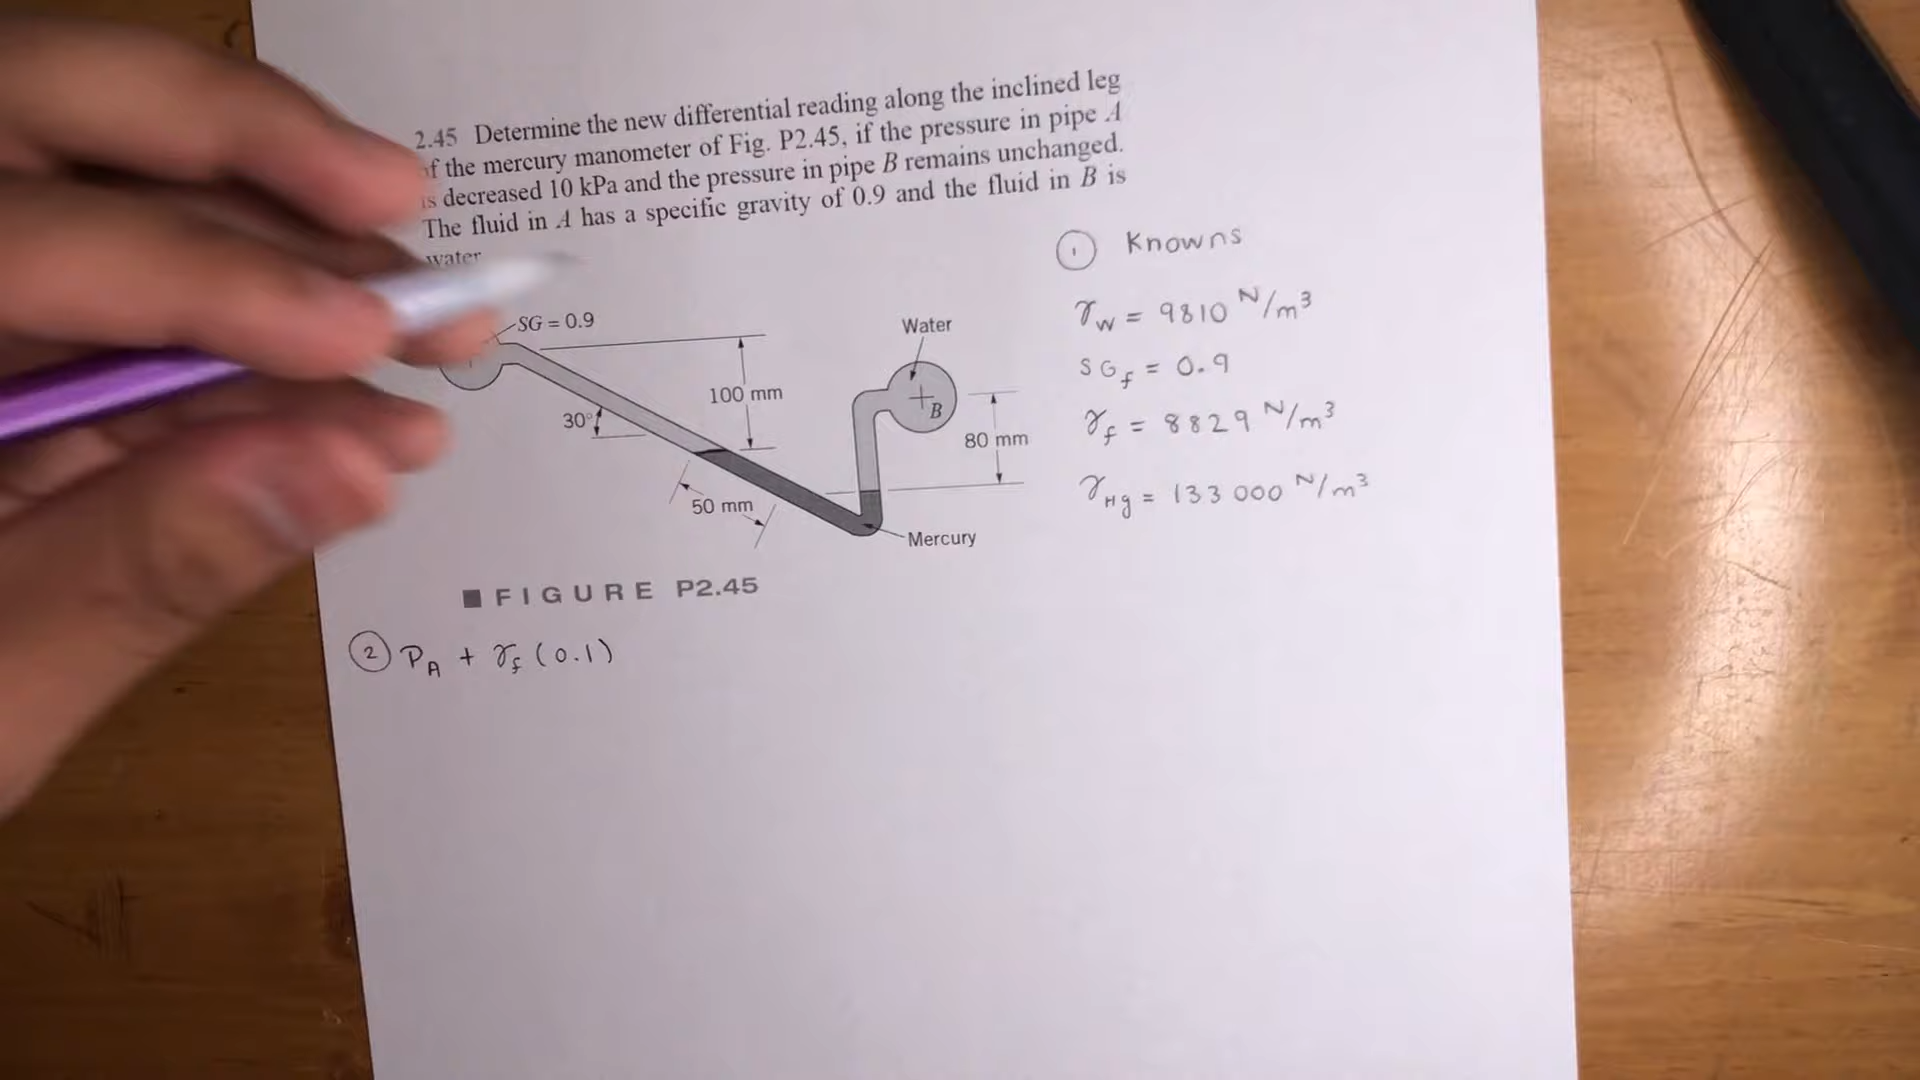 2.45 Determine the new differential reading along the inclined leg
of the mercury manometer of Fig. P2.45, if the pressure in pipe A
is decreased 10 kPa and the pressure in pipe B remains unchanged.
The fluid in A has a specific gravity of 0.9 and the fluid in B is
water
SG = 0.9
Water
100 mm
30°
B
80 mm
50 mm
Mercury
■ FIGURE P2.45
① Knowns
γw = 9810 N/m³
SGf = 0.9
γf = 8829 N/m³
γHg = 133 000 N/m³
② PA + γf (0.1)